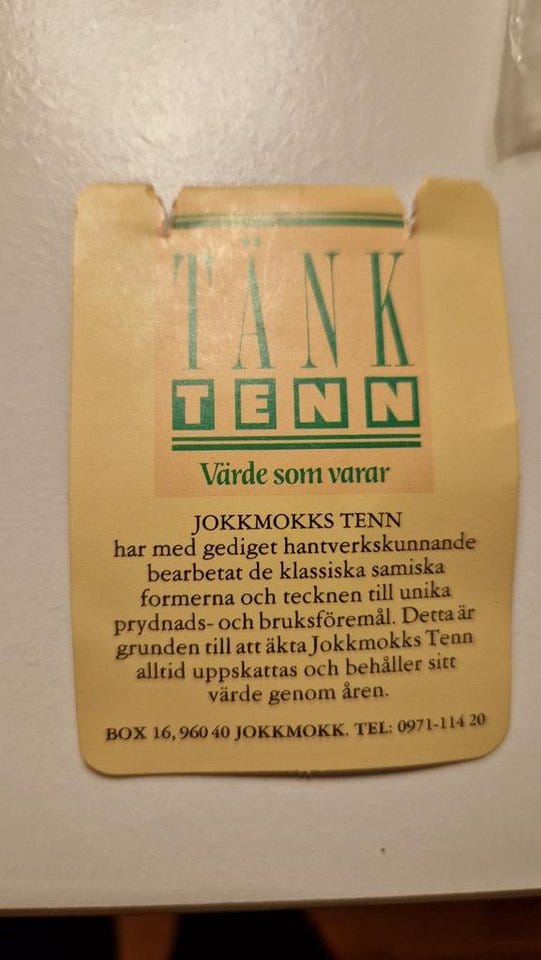 TÄNK
TENN
Värde som varar
JOKKMOKKS TENN
har med gediget hantverkskunnande
bearbetat de klassiska samiska
formerna och tecknen till unika
prydnads- och bruksföremål. Detta är
grunden till att äkta Jokkmokks Tenn
alltid uppskattas och behåller sitt
värde genom åren.
BOX 16, 960 40 JOKKMOKK. TEL: 0971-114 20